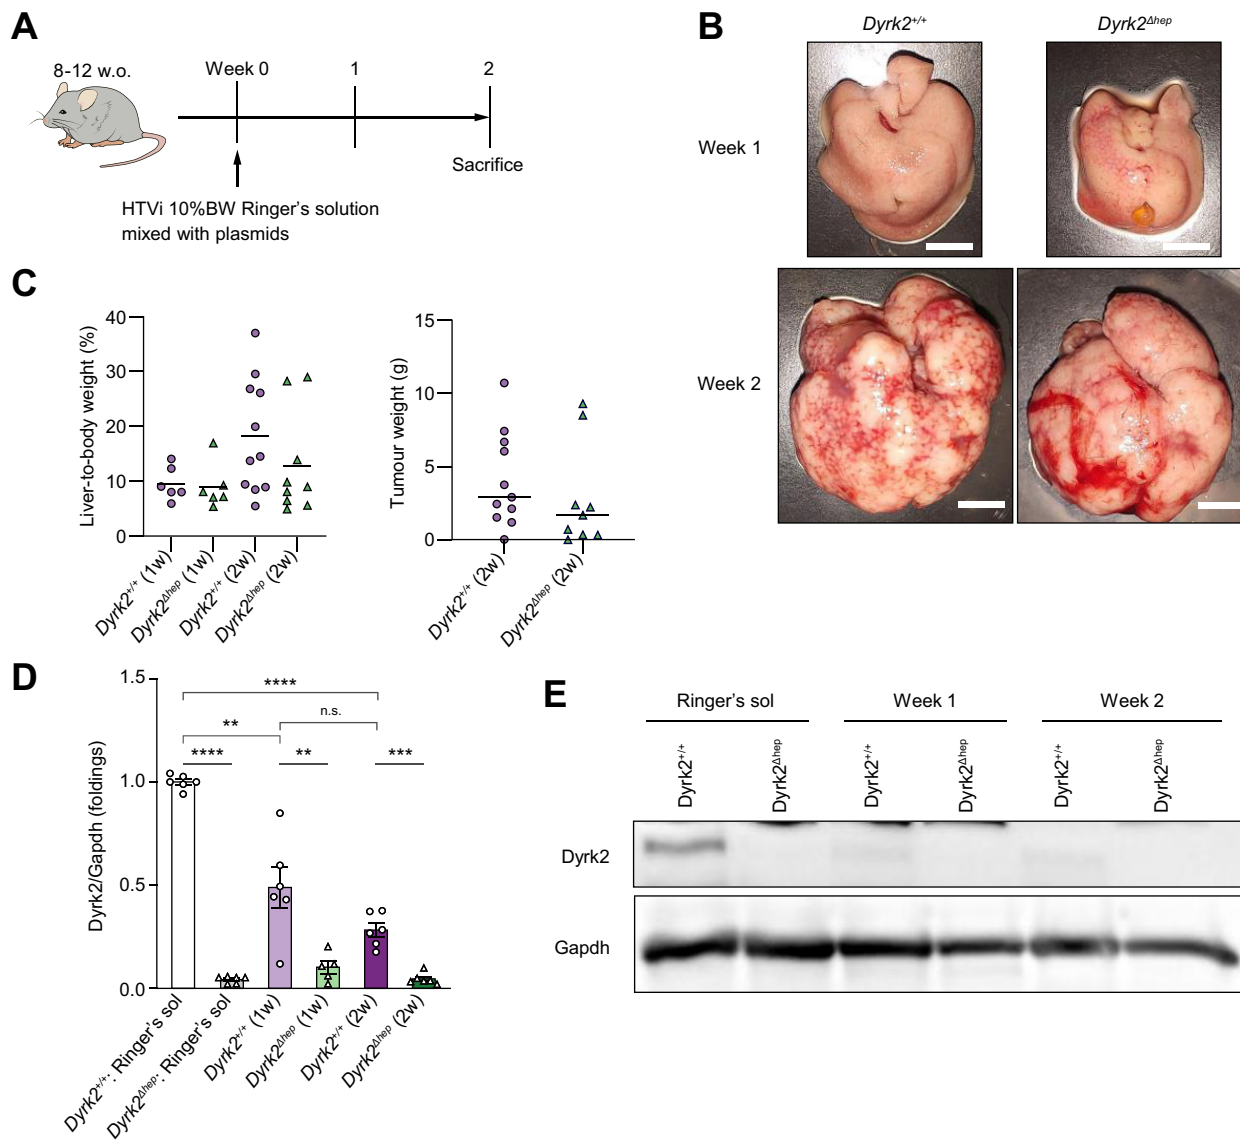 A
8-12 w.o.
Week 0
1
2
Sacrifice
HTVi 10%BW Ringer's solution
mixed with plasmids
B
Dyrk2+/+
Dyrk2Δhep
Week 1
Week 2
C
Liver-to-body weight (%)
40
30
20
10
0
Dyrk2+/+ (1w)
Dyrk2Δhep (1w)
Dyrk2+/+ (2w)
Dyrk2Δhep (2w)
Tumour weight (g)
15
10
5
0
Dyrk2+/+ (2w)
Dyrk2Δhep (2w)
D
Dyrk2/Gapdh (foldings)
1.5
1.0
0.5
0.0
****
n.s.
**
****
**
***
Dyrk2+/+: Ringer's sol
Dyrk2Δhep: Ringer's sol
Dyrk2+/+ (1w)
Dyrk2Δhep (1w)
Dyrk2+/+ (2w)
Dyrk2Δhep (2w)
E
Ringer's sol
Week 1
Week 2
Dyrk2+/+
Dyrk2Δhep
Dyrk2+/+
Dyrk2Δhep
Dyrk2+/+
Dyrk2Δhep
Dyrk2
Gapdh